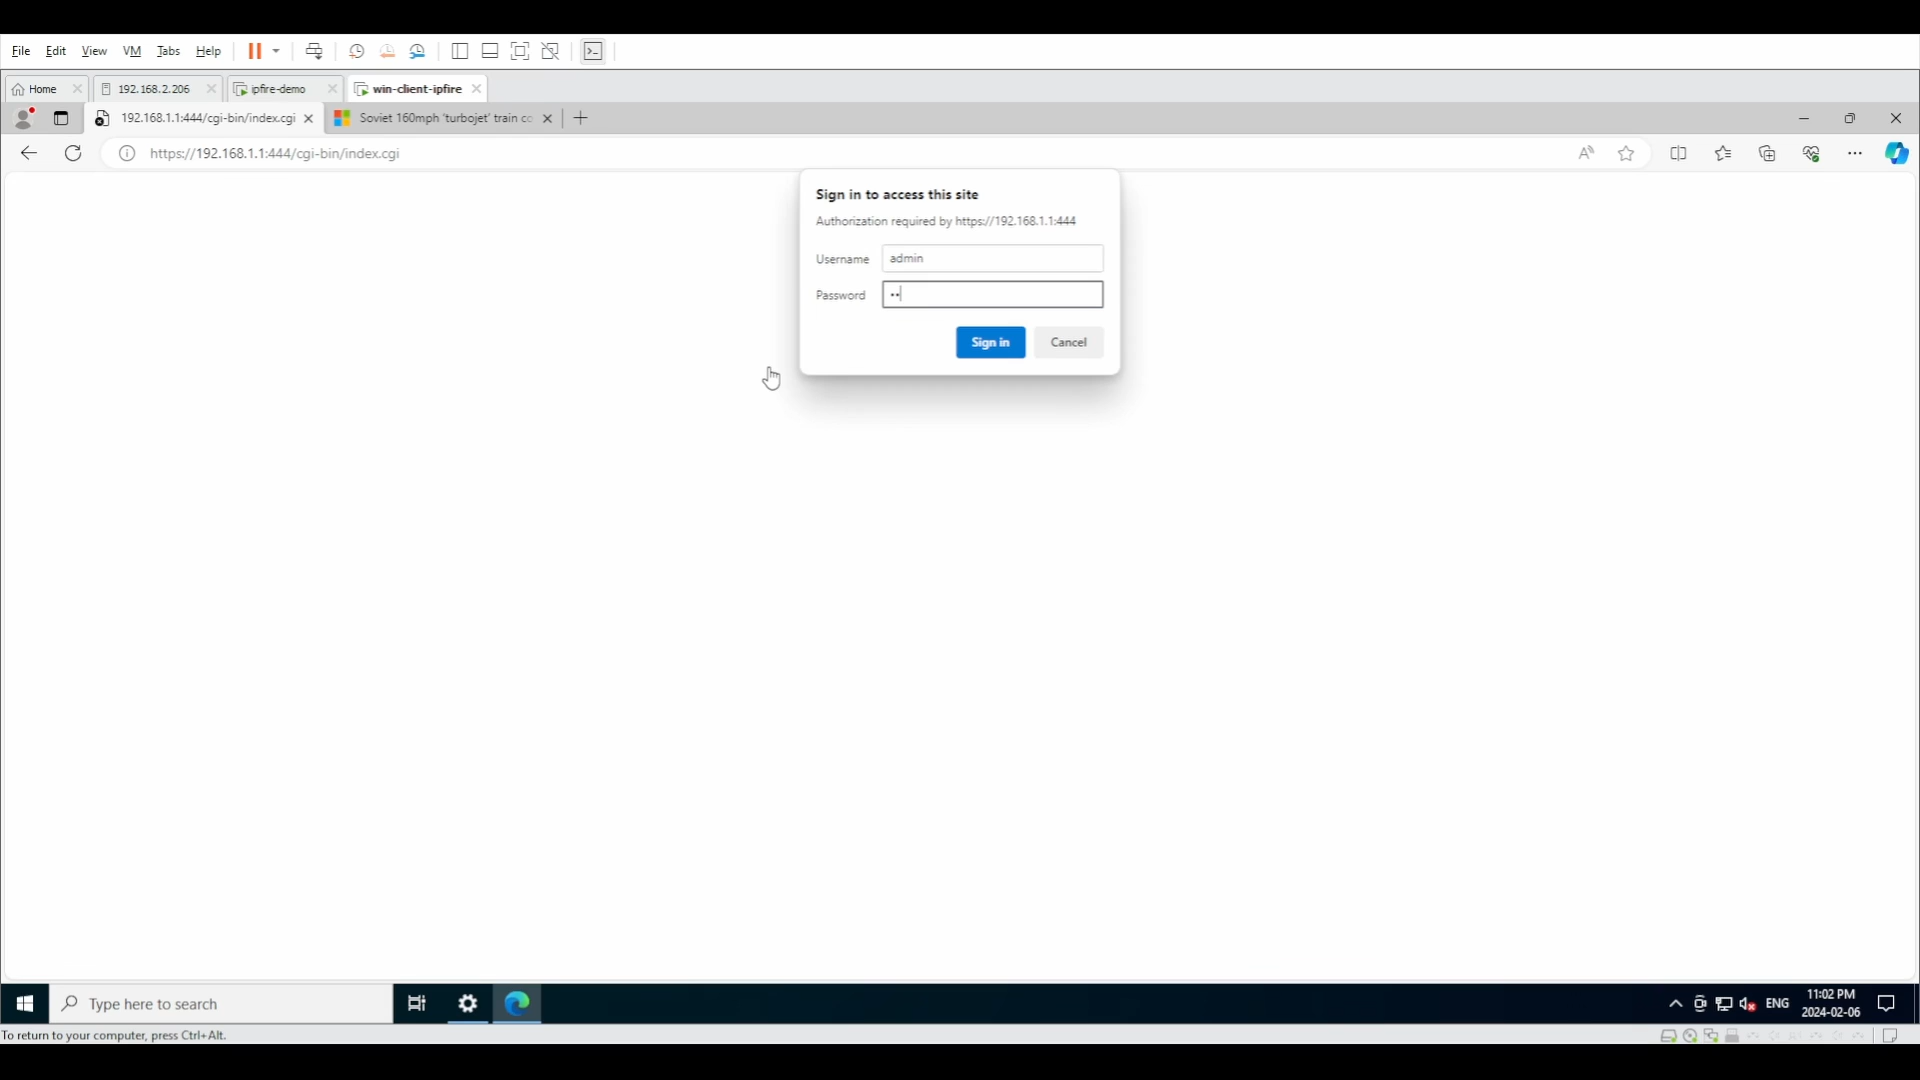 File Edit View VM Tabs Help
Home 192.168.2.206 ipfire-demo win-client-ipfire
192.168.1.1:444/cgi-bin/index.cgi Soviet 160mph 'turbojet' train co
https://192.168.1.1:444/cgi-bin/index.cgi
Sign in to access this site
Authorization required by https://192.168.1.1:444
Username admin
Password ••
Sign in Cancel
Type here to search
ENG
11:02 PM
2024-02-06
To return to your computer, press Ctrl+Alt.